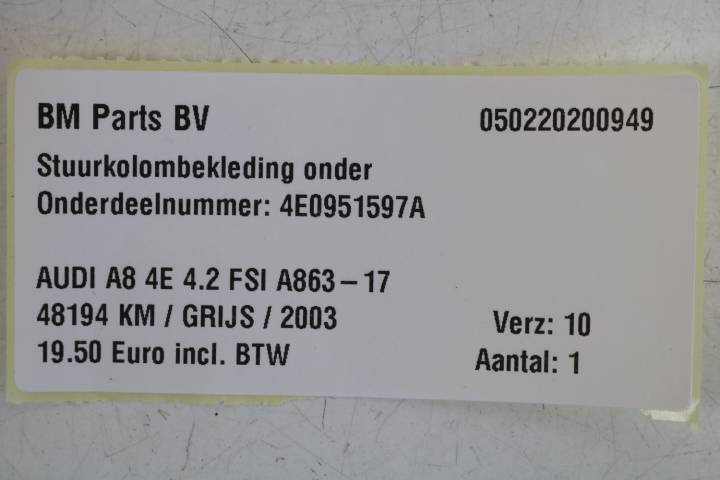 BM Parts BV 050220200949
Stuurkolombekleding onder
Onderdeelnummer: 4E0951597A
AUDI A8 4E 4.2 FSI A863-17
48194 KM / GRIJS / 2003 Verz: 10
19.50 Euro incl. BTW Aantal: 1